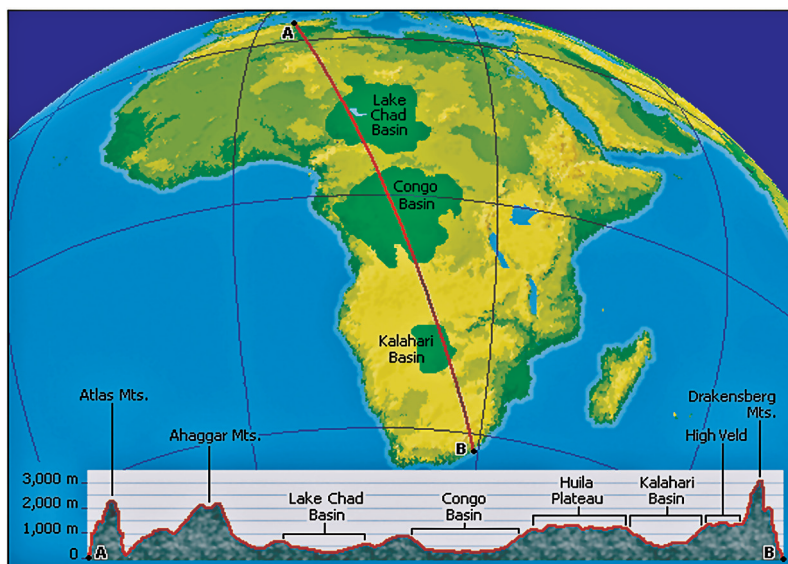 A
Lake
Chad
Basin
Congo
Basin
Kalahari
Basin
B
Atlas Mts.
Ahaggar Mts.
Drakensberg
Mts.
High Veld
3,000 m
2,000 m
1,000 m
0
A
Lake Chad
Basin
Congo
Basin
Huila
Plateau
Kalahari
Basin
B